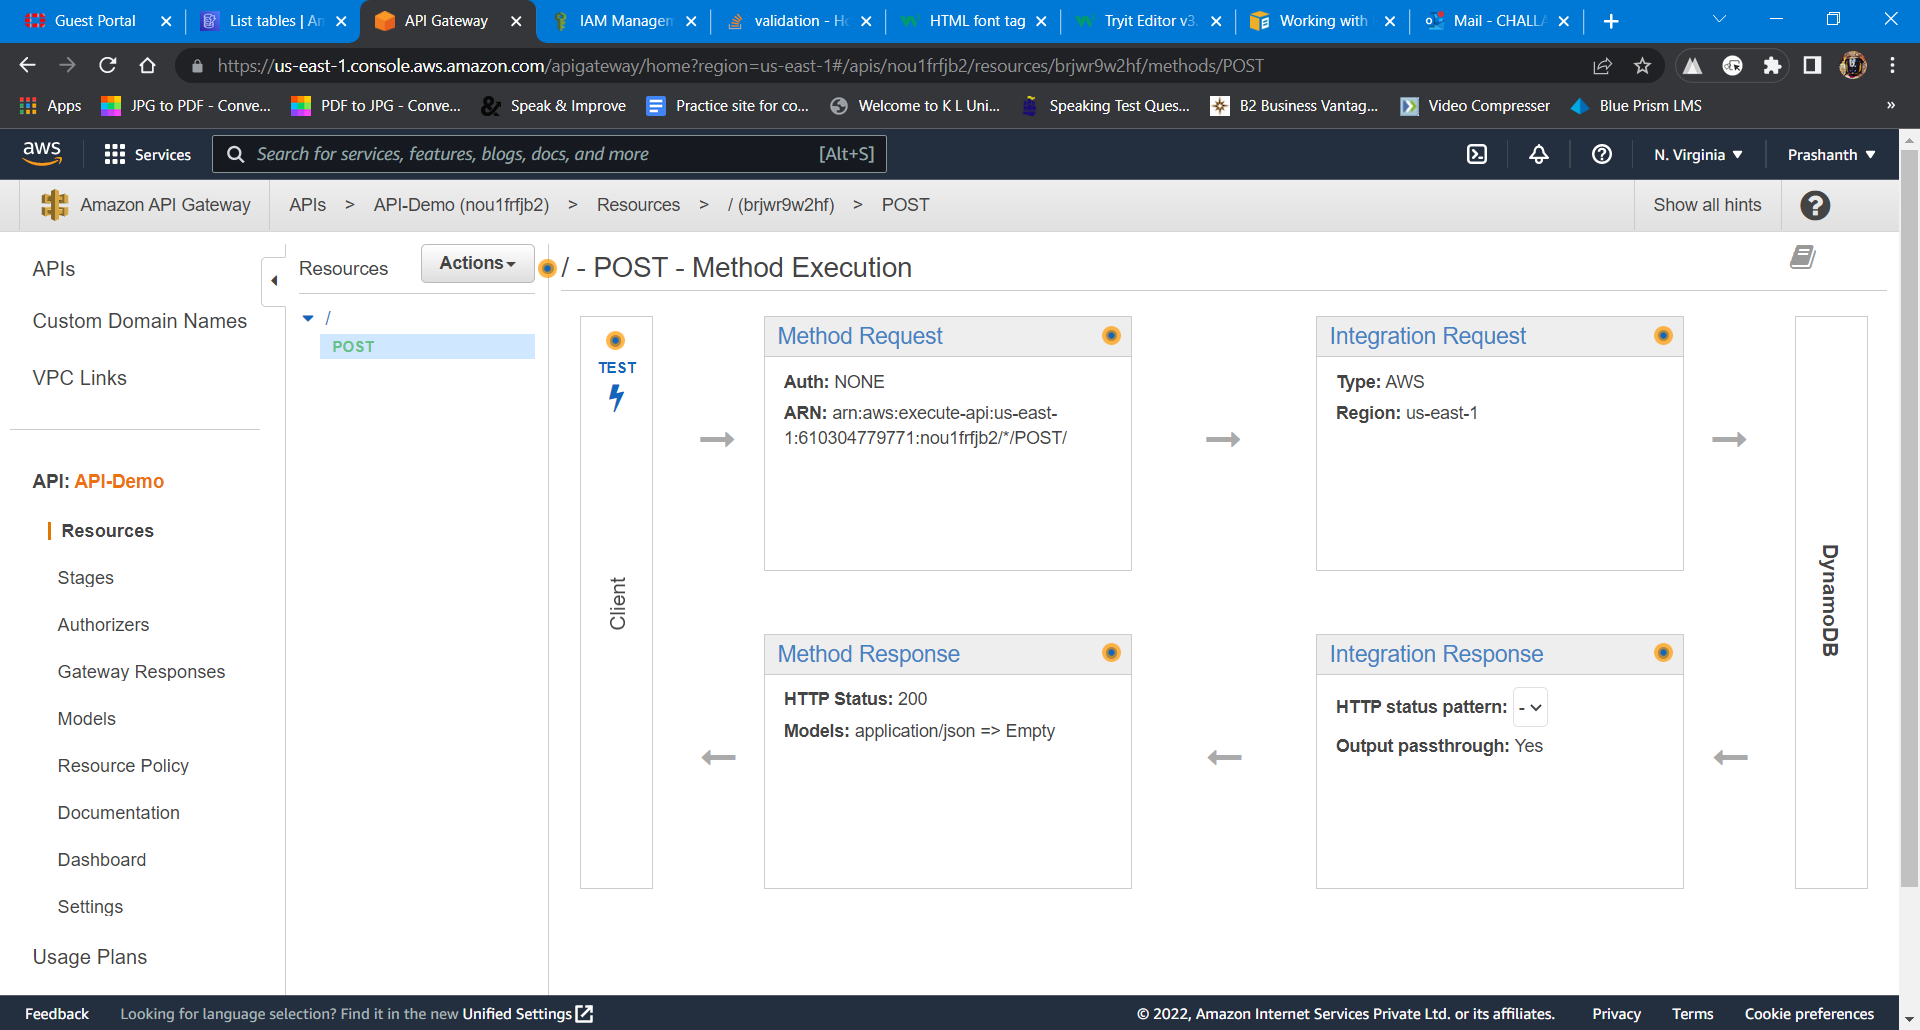 Guest Portal
List tables | An
API Gateway
IAM Managem
validation - Ho
HTML font tag
Tryit Editor v3.
Working with
Mail - CHALLA
https://us-east-1.console.aws.amazon.com/apigateway/home?region=us-east-1#/apis/nou1frfjb2/resources/brjwr9w2hf/methods/POST
Apps
JPG to PDF - Conve...
PDF to JPG - Conve...
Speak & Improve
Practice site for co...
Welcome to K L Uni...
Speaking Test Ques...
B2 Business Vantag...
Video Compresser
Blue Prism LMS
»
aws
Services
Search for services, features, blogs, docs, and more
[Alt+S]
N. Virginia
Prashanth
Amazon API Gateway
APIs > API-Demo (nou1frfjb2) > Resources > / (brjwr9w2hf) > POST
Show all hints
APIs
Custom Domain Names
VPC Links
API: API-Demo
Resources
Stages
Authorizers
Gateway Responses
Models
Resource Policy
Documentation
Dashboard
Settings
Usage Plans
Resources
Actions
/
POST
/ - POST - Method Execution
TEST
Client
Method Request
Auth: NONE
ARN: arn:aws:execute-api:us-east-
1:610304779771:nou1frfjb2/*/POST/
Integration Request
Type: AWS
Region: us-east-1
DynamoDB
Method Response
HTTP Status: 200
Models: application/json => Empty
Integration Response
HTTP status pattern: -
Output passthrough: Yes
Feedback
Looking for language selection? Find it in the new Unified Settings
© 2022, Amazon Internet Services Private Ltd. or its affiliates.
Privacy
Terms
Cookie preferences